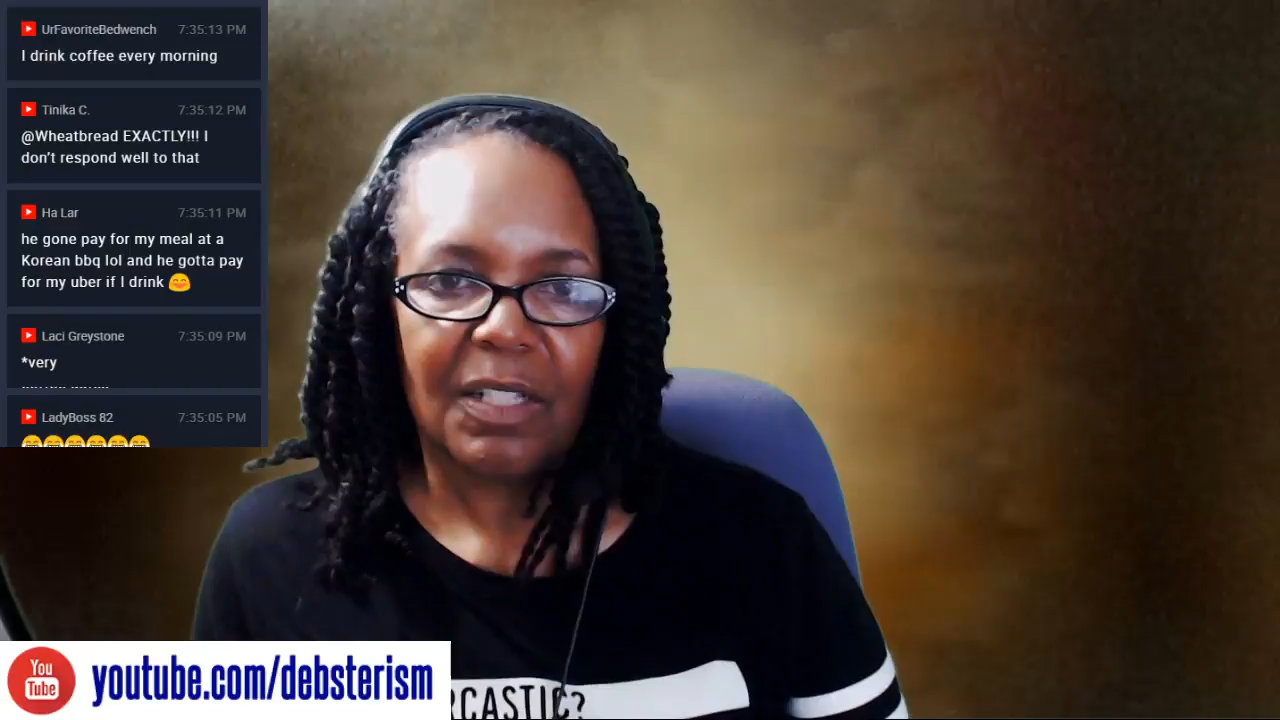 UrFavoriteBedwench 7:35:13 PM
I drink coffee every morning
Tinika C. 7:35:12 PM
@Wheatbread EXACTLY!!! I
don’t respond well to that
Ha Lar 7:35:11 PM
he gone pay for my meal at a
Korean bbq lol and he gotta pay
for my uber if I drink 😊
Laci Greystone 7:35:09 PM
*very
LadyBoss 82 7:35:05 PM
You
Tube
youtube.com/debsterism
RCASTIC?